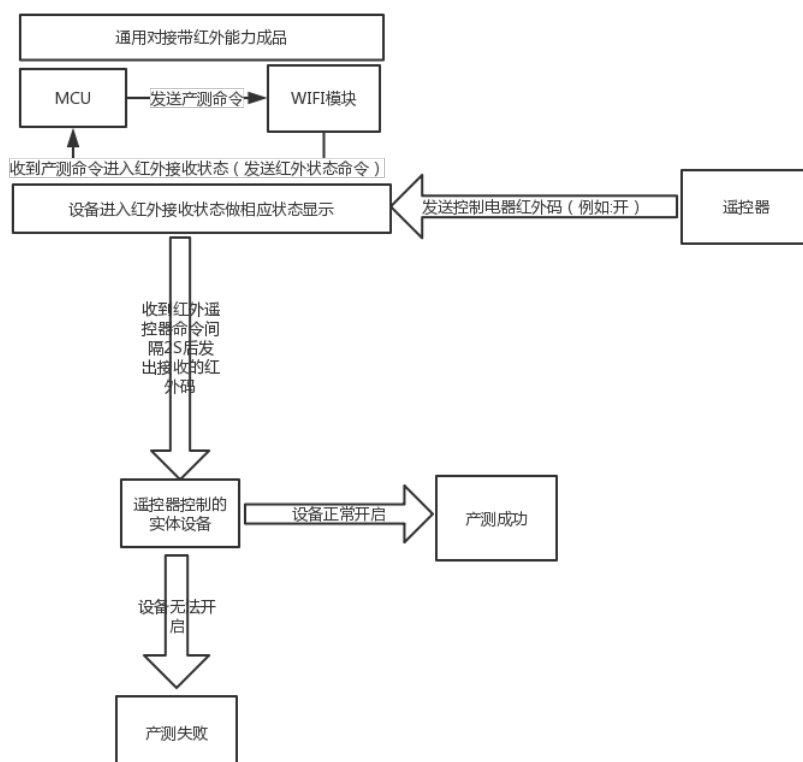 通用对接带红外能力成品
MCU
发送产测命令
WIFI模块
收到产测命令进入红外接收状态（发送红外状态命令）
设备进入红外接收状态做相应状态显示
发送控制电器红外码（例如:开）
遥控器
收到红外遥
控器命令间
隔2S后发
出接收的红
外码
遥控器控制的
实体设备
设备正常开启
产测成功
设备无法开
启
产测失败